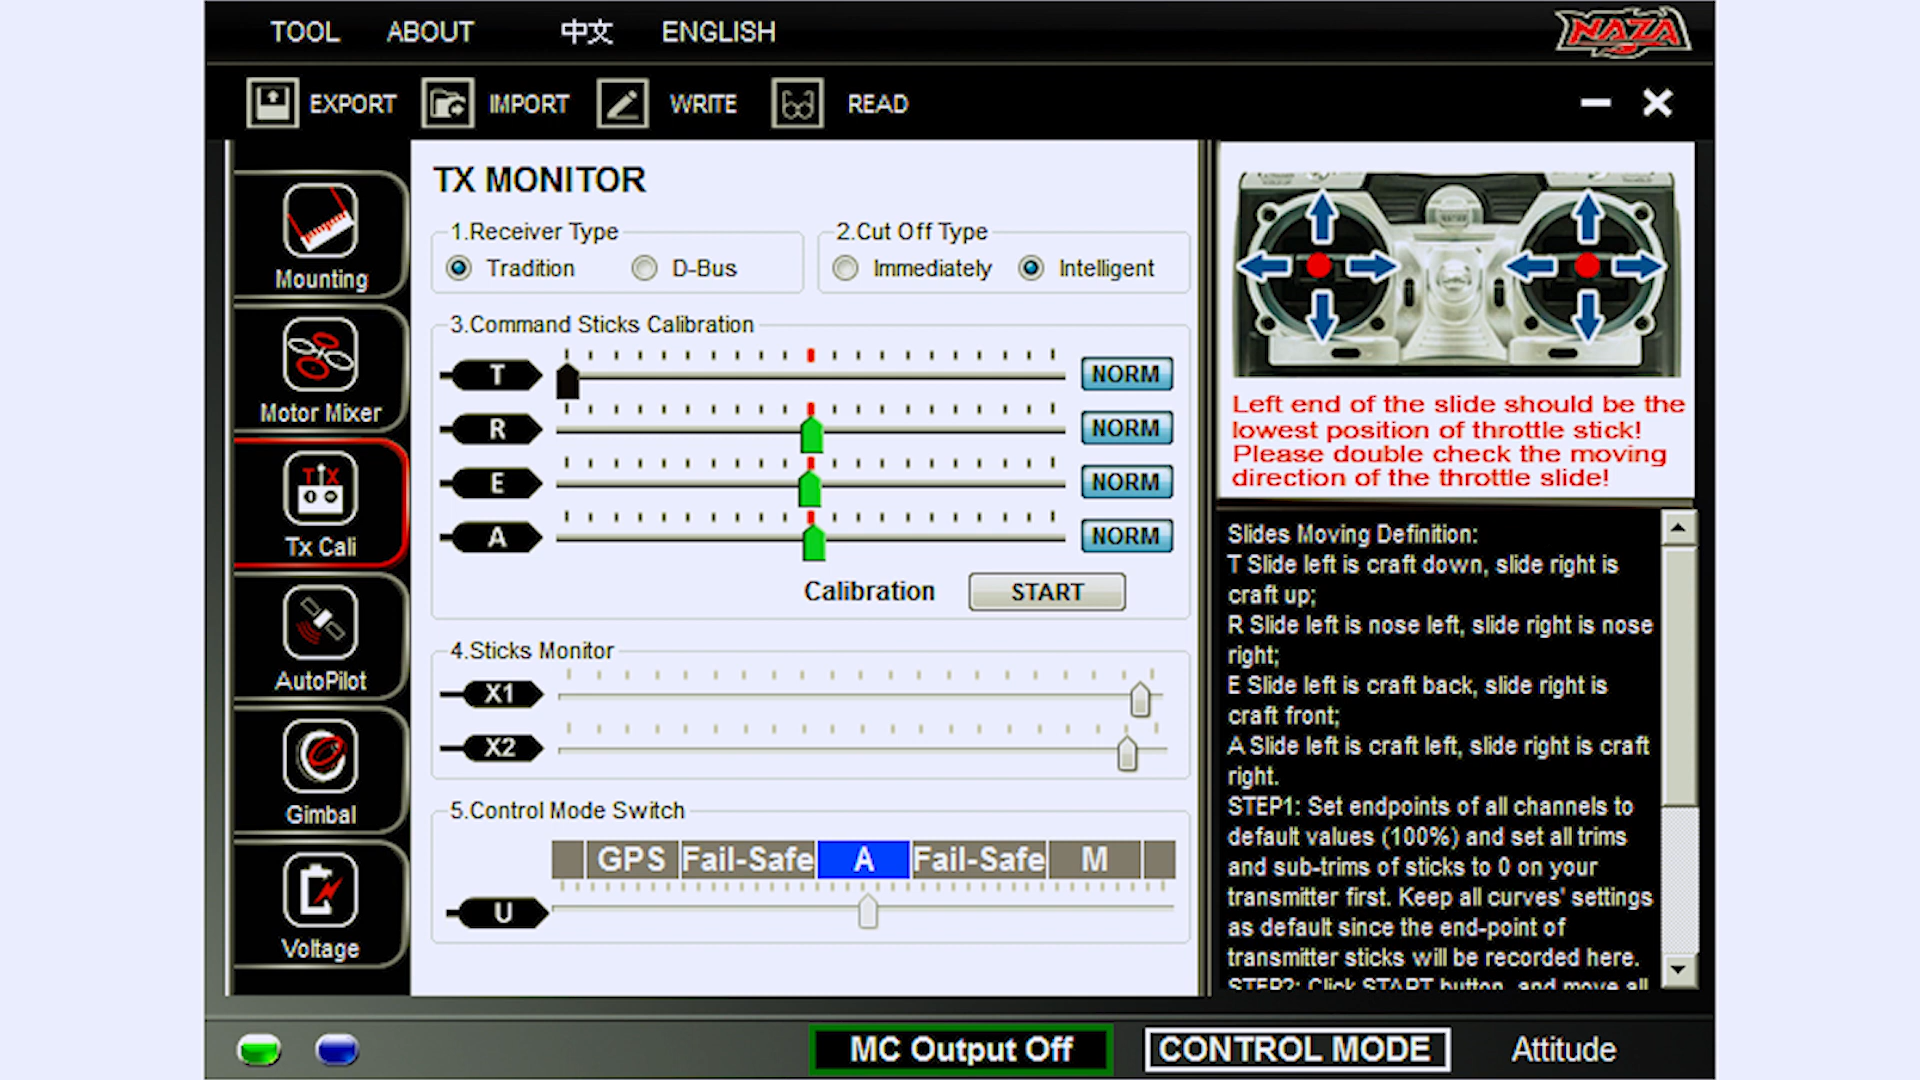 TOOL ABOUT 中文 ENGLISH
NAZA
EXPORT IMPORT WRITE READ
Mounting
Motor Mixer
TX
Tx Cali
AutoPilot
Gimbal
Voltage
TX MONITOR
1.Receiver Type
Tradition D-Bus
2.Cut Off Type
Immediately Intelligent
3.Command Sticks Calibration
T NORM
R NORM
E NORM
A NORM
Calibration START
4.Sticks Monitor
X1
X2
5.Control Mode Switch
GPS Fail-Safe A Fail-Safe M
U
Left end of the slide should be the
lowest position of throttle stick!
Please double check the moving
direction of the throttle slide!
Slides Moving Definition:
T Slide left is craft down, slide right is
craft up;
R Slide left is nose left, slide right is nose
right;
E Slide left is craft back, slide right is
craft front;
A Slide left is craft left, slide right is craft
right.
STEP1: Set endpoints of all channels to
default values (100%) and set all trims
and sub-trims of sticks to 0 on your
transmitter first. Keep all curves' settings
as default since the end-point of
transmitter sticks will be recorded here.
STEP2: Click START button, and move all
MC Output Off CONTROL MODE Attitude